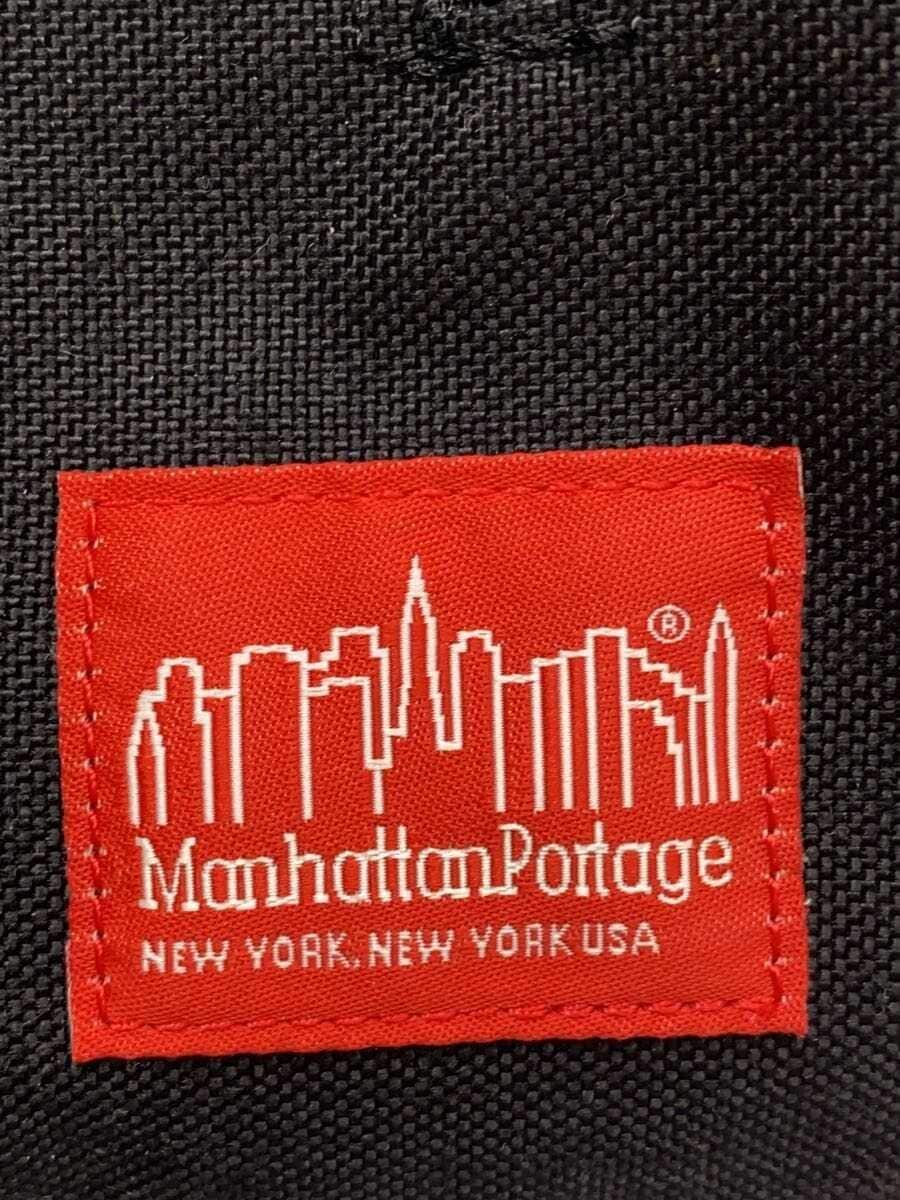 ®
ManhattanPortage
NEW YORK, NEW YORK USA